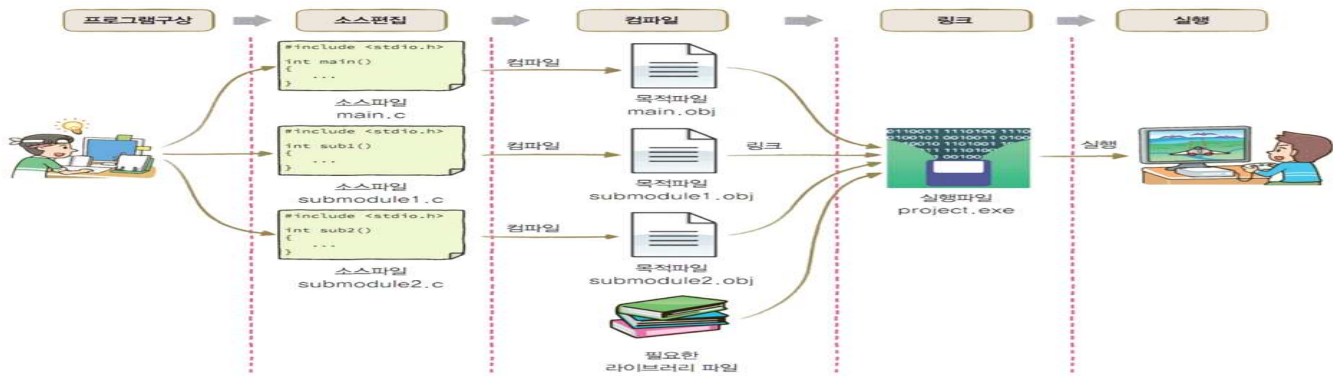 프로그램구상
소스편집
컴파일
링크
실행
#include <stdio.h>
int main()
{
...
}
소스파일
main.c
컴파일
목적파일
main.obj
#include <stdio.h>
int sub1()
{
...
}
소스파일
submodule1.c
컴파일
목적파일
submodule1.obj
링크
#include <stdio.h>
int sub2()
{
...
}
소스파일
submodule2.c
컴파일
목적파일
submodule2.obj
필요한
라이브러리 파일
실행파일
project.exe
실행